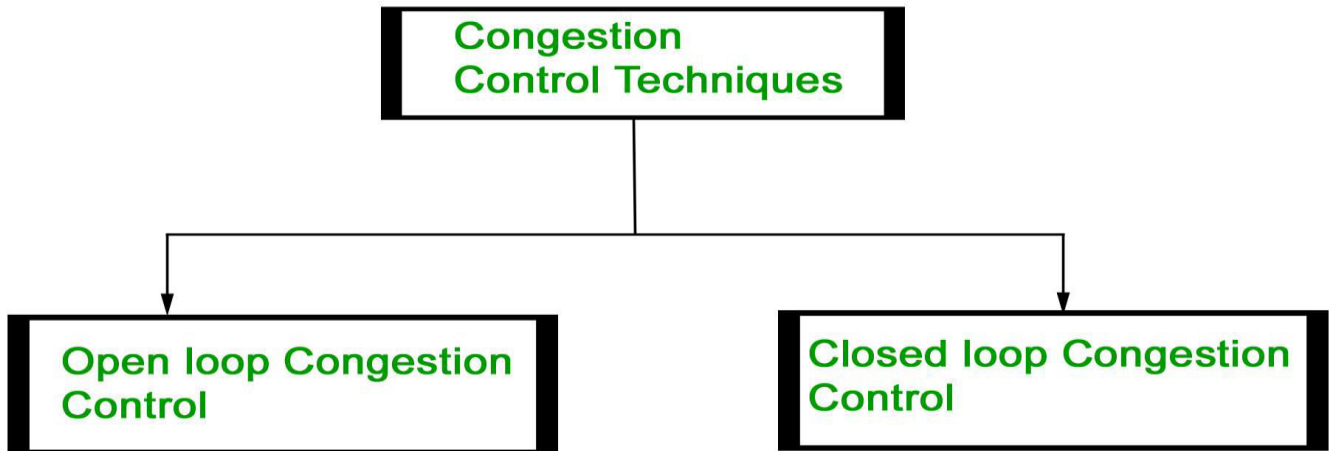 Congestion
Control Techniques
Open loop Congestion
Control
Closed loop Congestion
Control